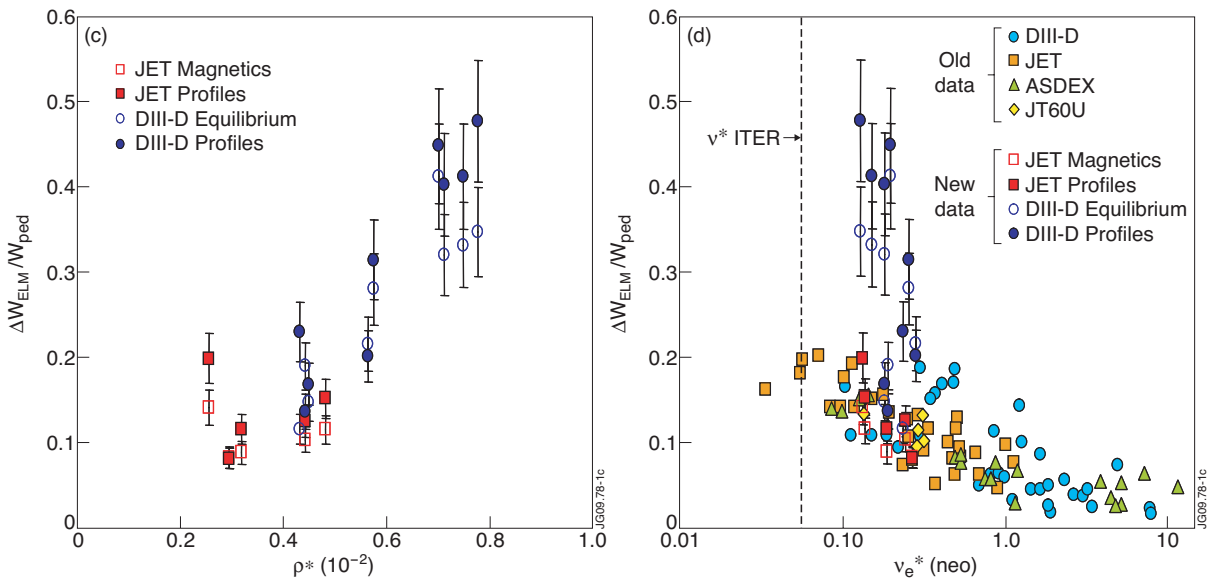 (c)
JET Magnetics
JET Profiles
DIII-D Equilibrium
DIII-D Profiles
0.6
0.5
0.4
0.3
0.2
0.1
0
ΔW_ELM/W_ped
0 0.2 0.4 0.6 0.8 1.0
ρ* (10⁻²)
JG09.78-1c
(d)
Old data
DIII-D
JET
ASDEX
JT60U
ν* ITER
New data
JET Magnetics
JET Profiles
DIII-D Equilibrium
DIII-D Profiles
0.6
0.5
0.4
0.3
0.2
0.1
0
ΔW_ELM/W_ped
0.01 0.10 1.0 10
ν_e* (neo)
JG09.78-1c